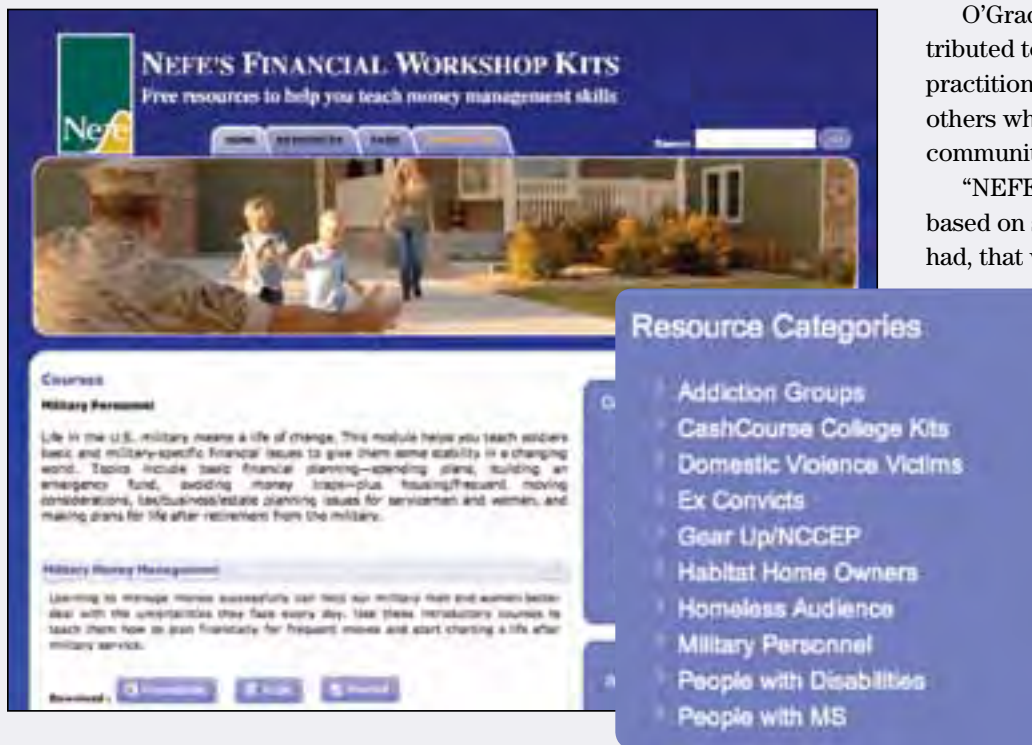 O’Grad
tributed to
practition
others wh
communit
“NEFE
based on
had, that
Nefe
NEFE’S FINANCIAL WORKSHOP KITS
Free resources to help you teach money management skills
HOME RESOURCES
Courses
Military Personnel
Life in the U.S. military means a life of change. This module helps you teach soldiers
basic and military-specific financial issues to give them some stability in a changing
world. Topics include basic financial planning—spending plans, building an
emergency fund, avoiding money traps—plus housing/frequent moving
considerations, tax/business/estate planning issues for servicemen and women, and
making plans for life after retirement from the military.
Military Money Management
Learning to manage money successfully can help our military men and women better
deal with the uncertainties they face every day. Use these introductory courses to
teach them how to plan financially for frequent moves and start charting a life after
military service.
Download :
Resource Categories
Addiction Groups
CashCourse College Kits
Domestic Violence Victims
Ex Convicts
Gear Up/NCCEP
Habitat Home Owners
Homeless Audience
Military Personnel
People with Disabilities
People with MS